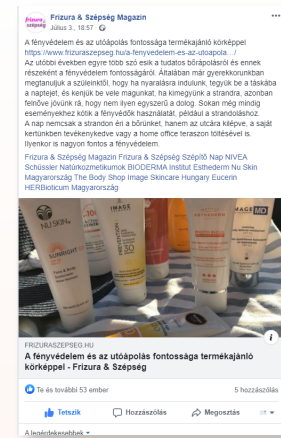 Frizura & Szépség Magazin
Július 3., 18:57
A fényvédelem és az utóápolás fontossága termékajánló körképpel
https://www.frizuraszepseg.hu/a-fenyvedelem-es-az-utoapola.../
Az utóbbi években egyre több szó esik a tudatos bőrápolásról és ennek
részeként a fényvédelem fontosságáról. Általában már gyerekkorunkban
megtanuljuk a szüleinktől, hogy ha nyaralásra indulunk, tegyük be a táskába
a naptejet, és kenjük be vele magunkat, ha kimegyünk a strandra, azonban
felnőve jövünk rá, hogy nem ilyen egyszerű a dolog. Sokan még mindig
eseményekhez kötik a fényvédők használatát, például a strandoláshoz.
A nap nemcsak a strandon éri a bőrünket, hanem az utcára kilépve, a saját
kertünkben tevékenykedve vagy a home office teraszon töltésével is.
Ilyenkor is nagyon fontos a fényvédelem.
Frizura & Szépség Magazin Frizura & Szépség Szépítő Nap NIVEA
Schüssler Natúrkozmetikumok BIODERMA Institut Esthederm Nu Skin
Magyarország The Body Shop Image Skincare Hungary Eucerin
HERBioticum Magyarország
NU SKIN
SUNRIGHT
IMAGE
PREVENTION+
30
IMAGE MD
FRIZURASZEPSEG.HU
A fényvédelem és az utóápolás fontossága termékajánló
körképpel - Frizura & Szépség
Te és további 53 ember
5 hozzászólás
Tetszik
Hozzászólás
Megosztás
A legérdekesebbek